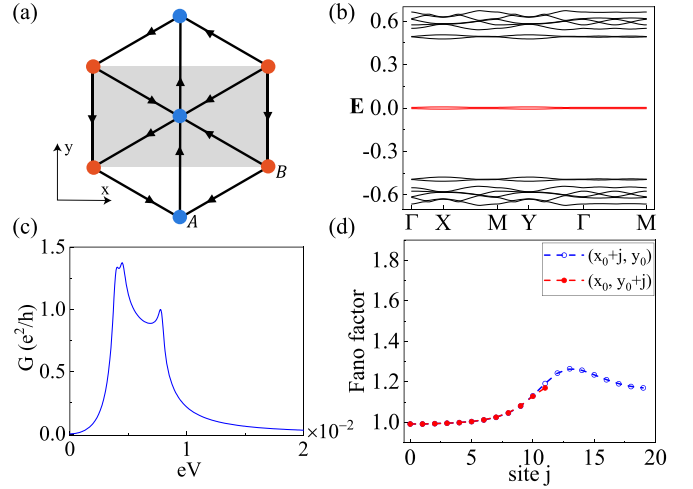 (a)
y
x
A
B
(b)
E
0.6
0.3
0.0
-0.3
-0.6
Γ X M Y Γ M
(c)
G (e²/h)
1.5
1.0
0.5
0.0
0 1 2 ×10⁻²
eV
(d)
Fano factor
1.8
1.6
1.4
1.2
1.0
(x₀+j, y₀)
(x₀, y₀+j)
0 5 10 15 20
site j